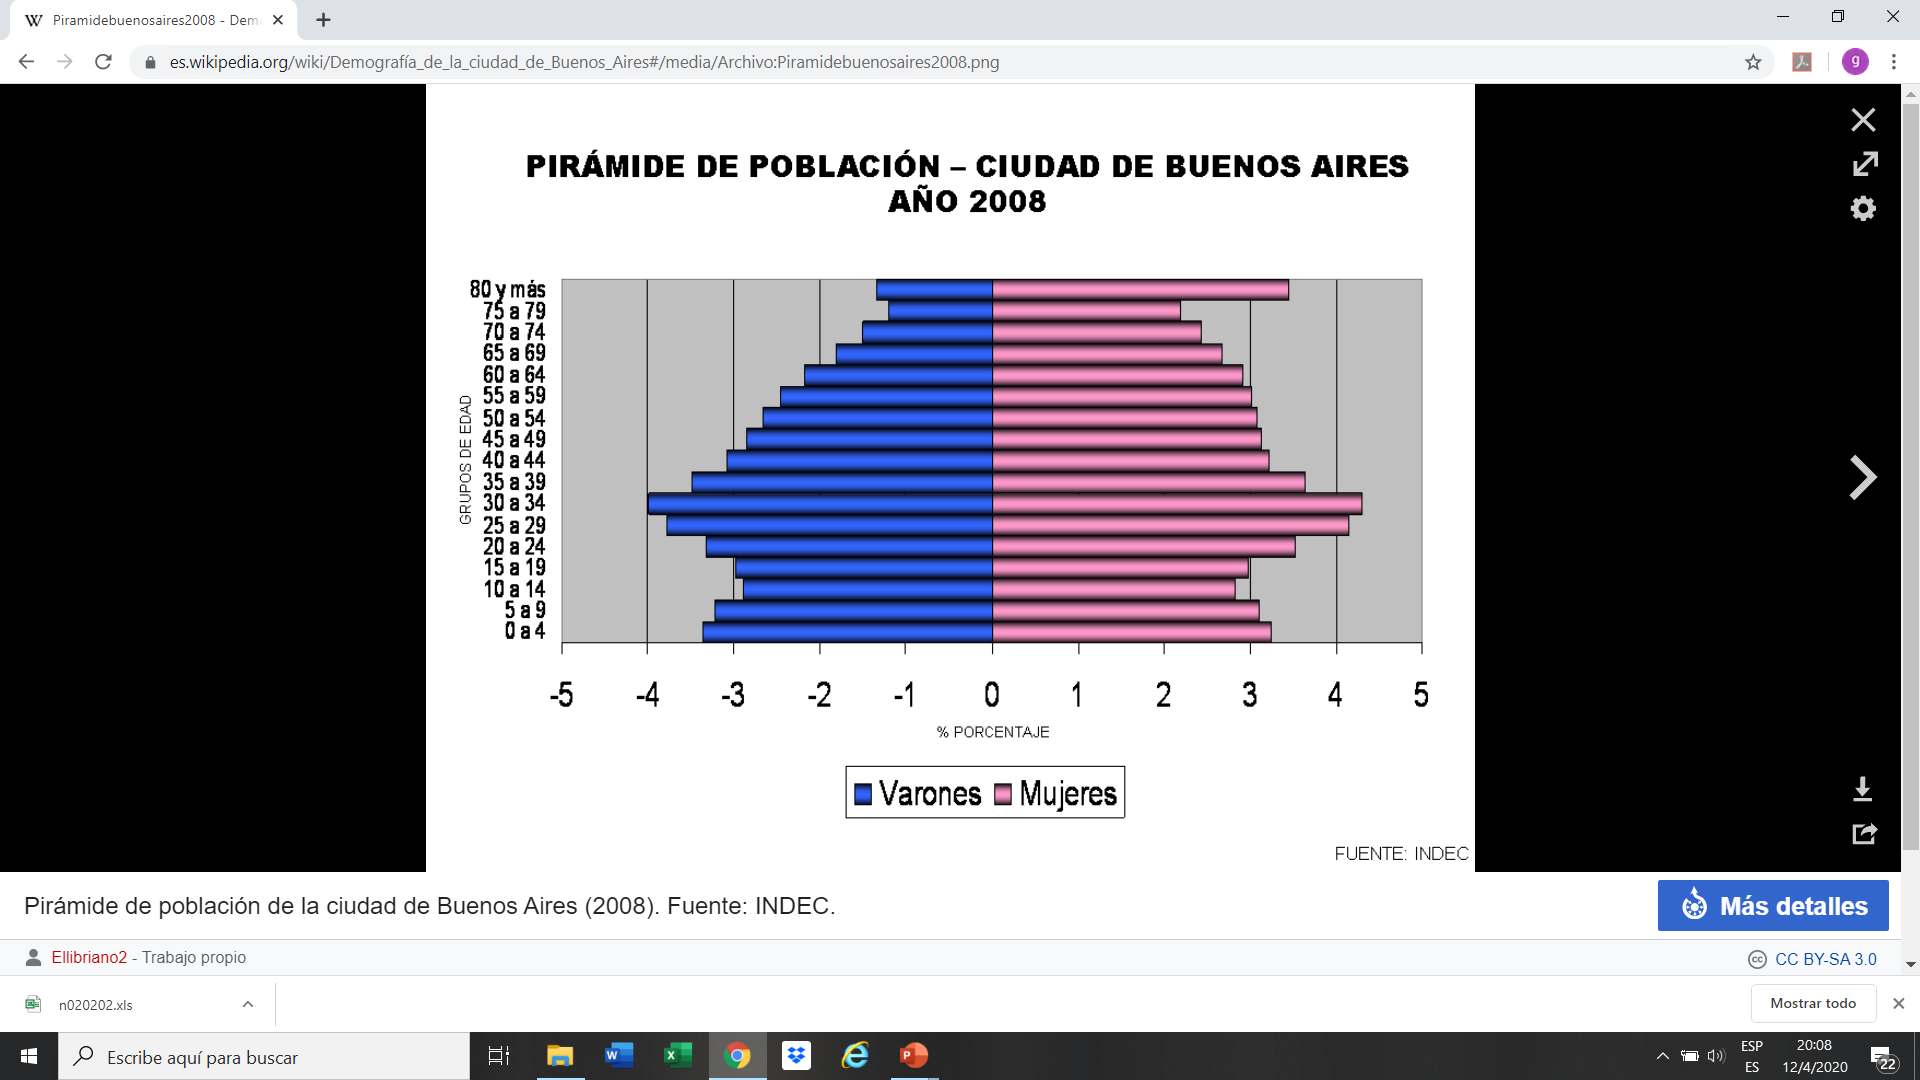 Piramidebuenosaires2008 - Dem
es.wikipedia.org/wiki/Demografía_de_la_ciudad_de_Buenos_Aires#/media/Archivo:Piramidebuenosaires2008.png
g
PIRÁMIDE DE POBLACIÓN – CIUDAD DE BUENOS AIRES
AÑO 2008
GRUPOS DE EDAD
80 y más
75 a 79
70 a 74
65 a 69
60 a 64
55 a 59
50 a 54
45 a 49
40 a 44
35 a 39
30 a 34
25 a 29
20 a 24
15 a 19
10 a 14
5 a 9
0 a 4
-5 -4 -3 -2 -1 0 1 2 3 4 5
% PORCENTAJE
Varones Mujeres
FUENTE: INDEC
Pirámide de población de la ciudad de Buenos Aires (2008). Fuente: INDEC.
Más detalles
Ellibriano2 - Trabajo propio
CC BY-SA 3.0
n020202.xls
Mostrar todo
Escribe aquí para buscar
ESP
ES
20:08
12/4/2020
22